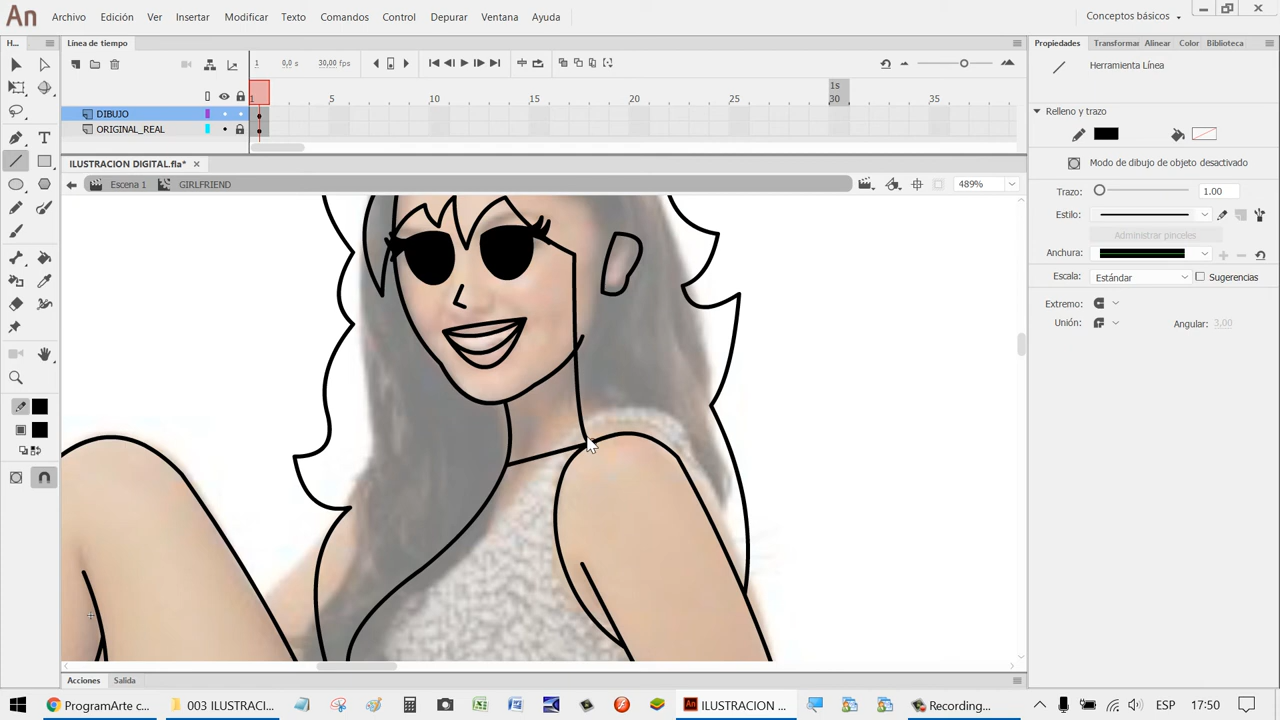 An Archivo Edición Ver Insertar Modificar Texto Comandos Control Depurar Ventana Ayuda Conceptos básicos
H... Línea de tiempo Propiedades Transformar Alinear Color Biblioteca
1 0,0 s 30,00 fps Herramienta Línea
1s
1 5 10 15 20 25 30 35
DIBUJO Relleno y trazo
ORIGINAL_REAL
ILUSTRACION DIGITAL.fla* Modo de dibujo de objeto desactivado
Escena 1 GIRLFRIEND 489% Trazo: 1.00
Estilo:
Administrar pinceles
Anchura:
Escala: Estándar Sugerencias
Extremo:
Unión: Angular: 3,00
Acciones Salida
ProgramArte c... 003 ILUSTRACI... ILUSTRACION ... Recording... ESP 17:50